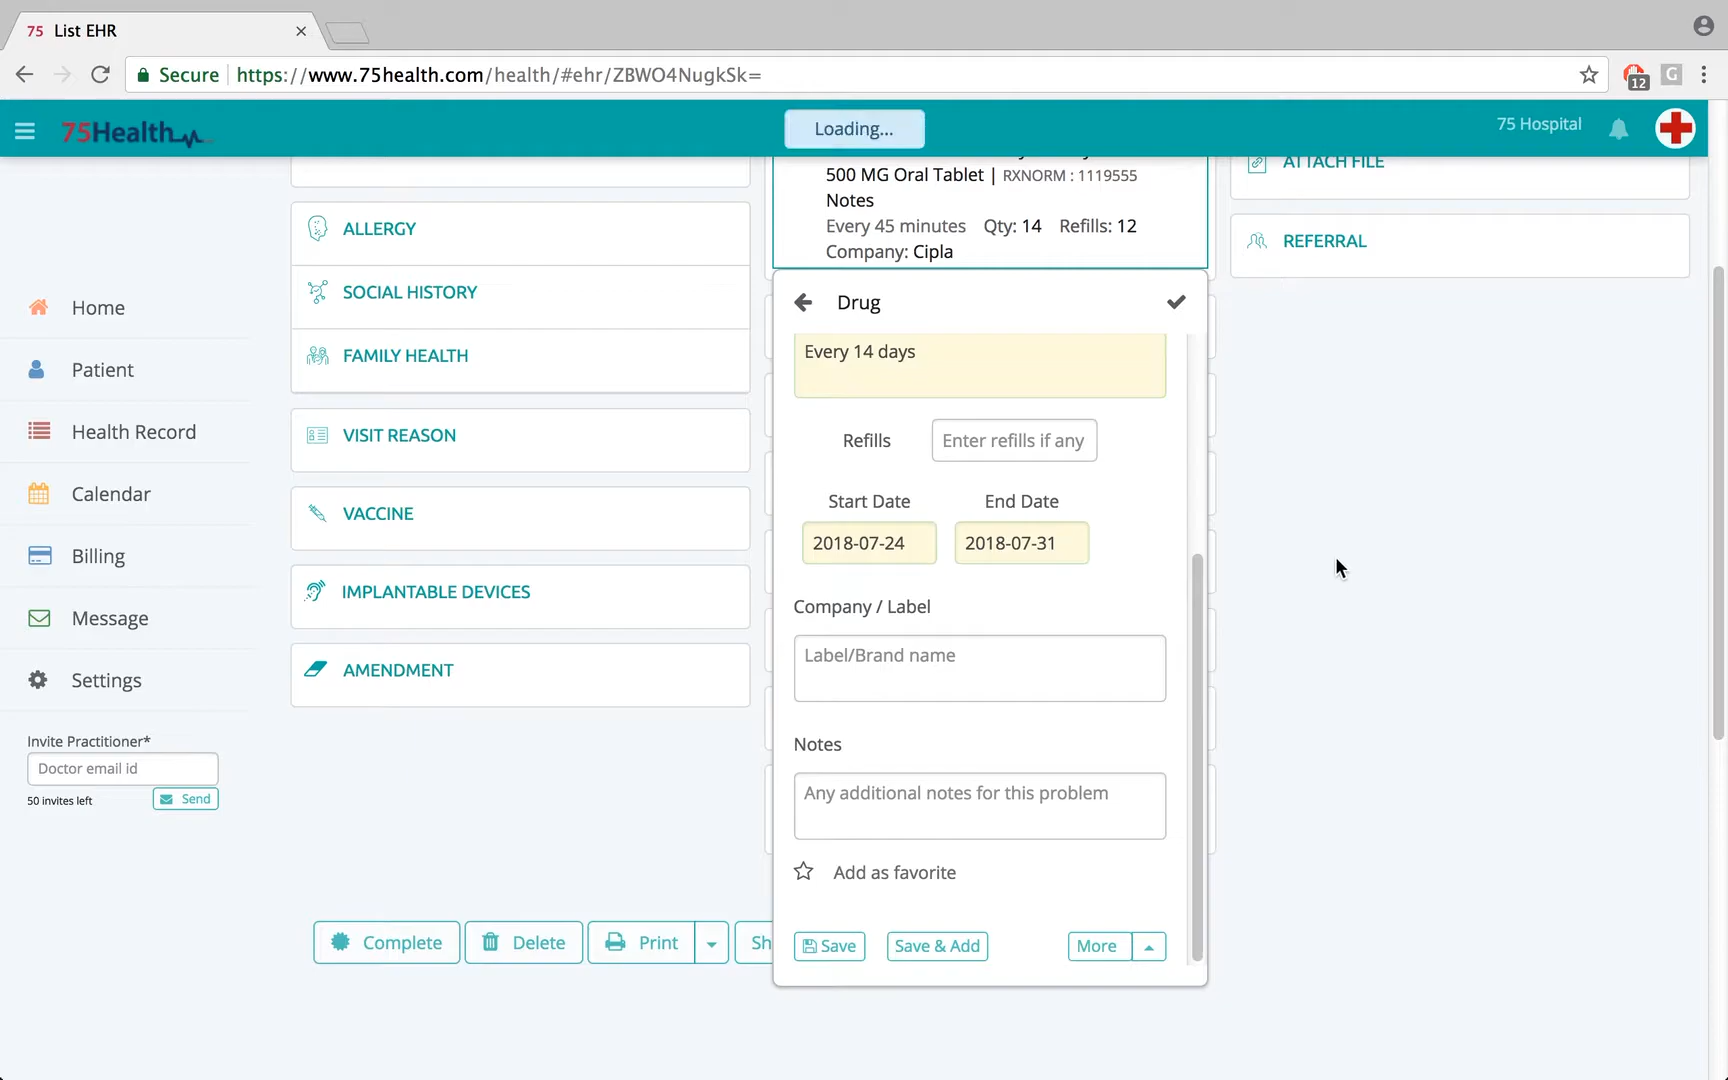 75 List EHR
Secure https://www.75health.com/health/#ehr/ZBWO4NugkSk=
12
G
75Health
Loading...
75 Hospital
Home
Patient
Health Record
Calendar
Billing
Message
Settings
Invite Practitioner*
Doctor email id
50 invites left
Send
ALLERGY
SOCIAL HISTORY
FAMILY HEALTH
VISIT REASON
VACCINE
IMPLANTABLE DEVICES
AMENDMENT
Complete
Delete
Print
Sh
500 MG Oral Tablet | RXNORM : 1119555
Notes
Every 45 minutes Qty: 14 Refills: 12
Company: Cipla
Drug
Every 14 days
Refills Enter refills if any
Start Date End Date
2018-07-24 2018-07-31
Company / Label
Label/Brand name
Notes
Any additional notes for this problem
Add as favorite
Save Save & Add More
ATTACH FILE
REFERRAL